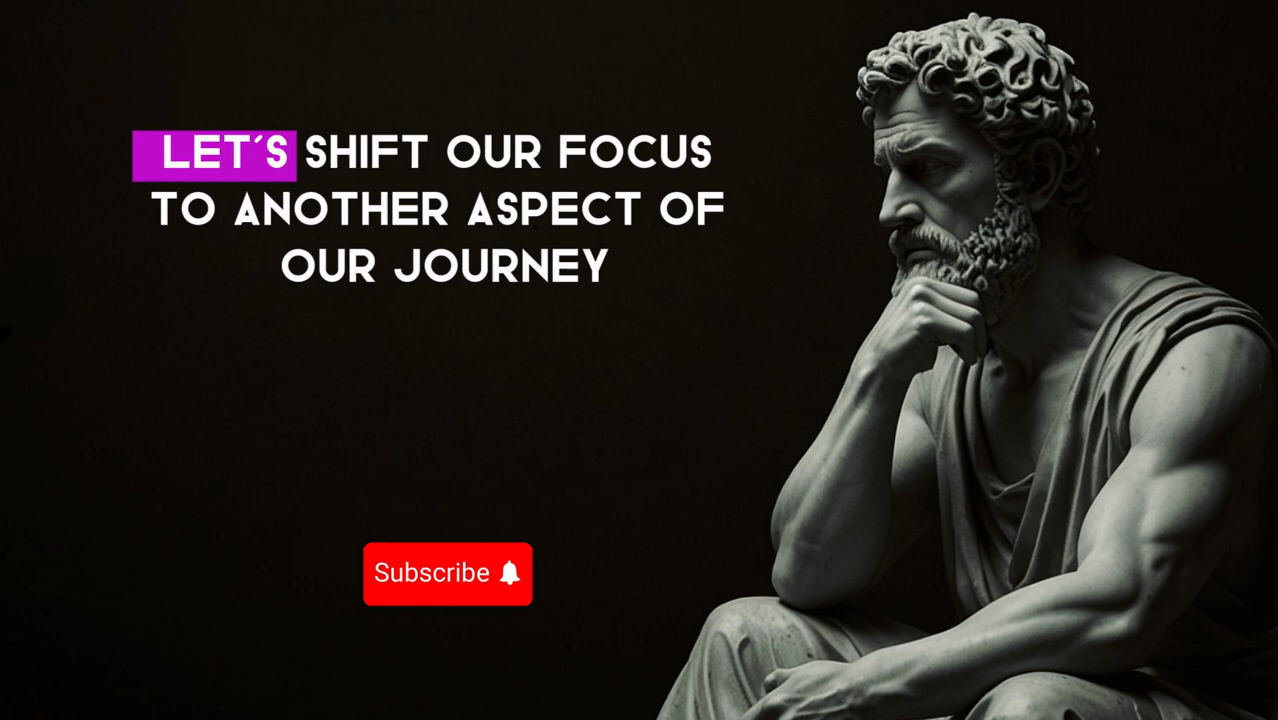 LET´S SHIFT OUR FOCUS
TO ANOTHER ASPECT OF
OUR JOURNEY
Subscribe